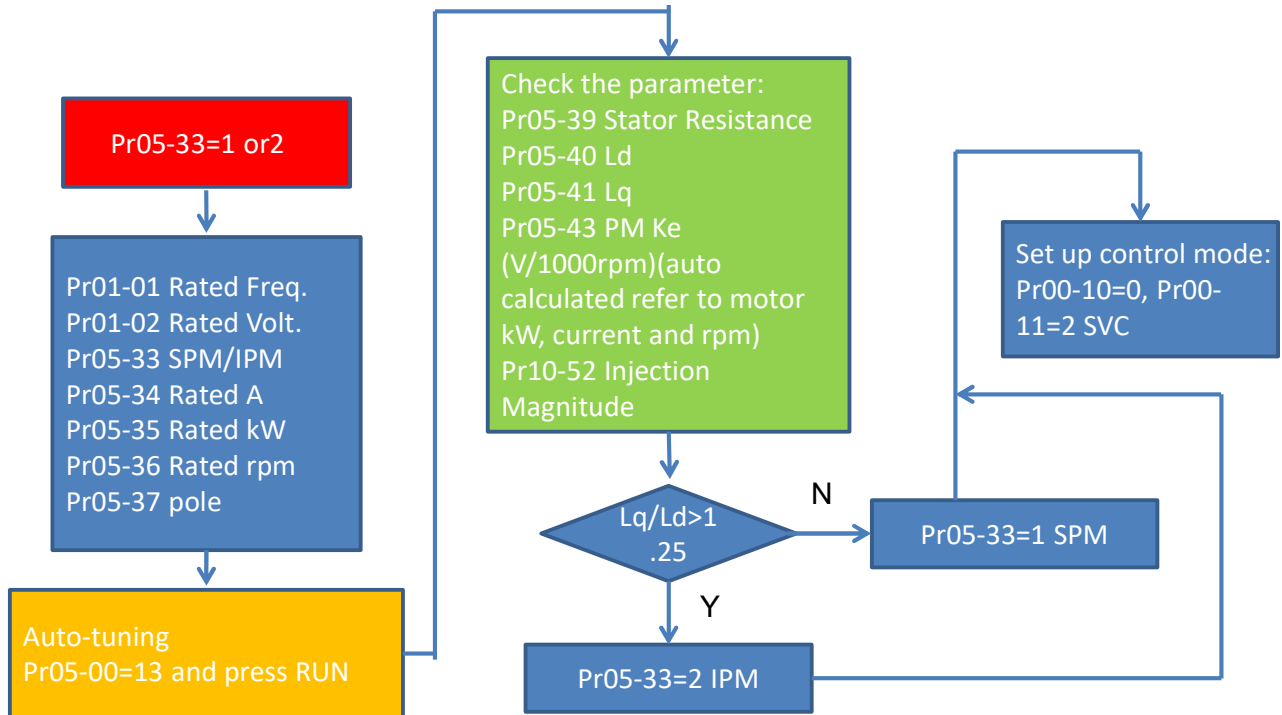 Pr05-33=1 or2
Pr01-01 Rated Freq.
Pr01-02 Rated Volt.
Pr05-33 SPM/IPM
Pr05-34 Rated A
Pr05-35 Rated kW
Pr05-36 Rated rpm
Pr05-37 pole
Auto-tuning
Pr05-00=13 and press RUN
Check the parameter:
Pr05-39 Stator Resistance
Pr05-40 Ld
Pr05-41 Lq
Pr05-43 PM Ke
(V/1000rpm)(auto
calculated refer to motor
kW, current and rpm)
Pr10-52 Injection
Magnitude
Lq/Ld>1
.25
N
Y
Pr05-33=1 SPM
Pr05-33=2 IPM
Set up control mode:
Pr00-10=0, Pr00-
11=2 SVC